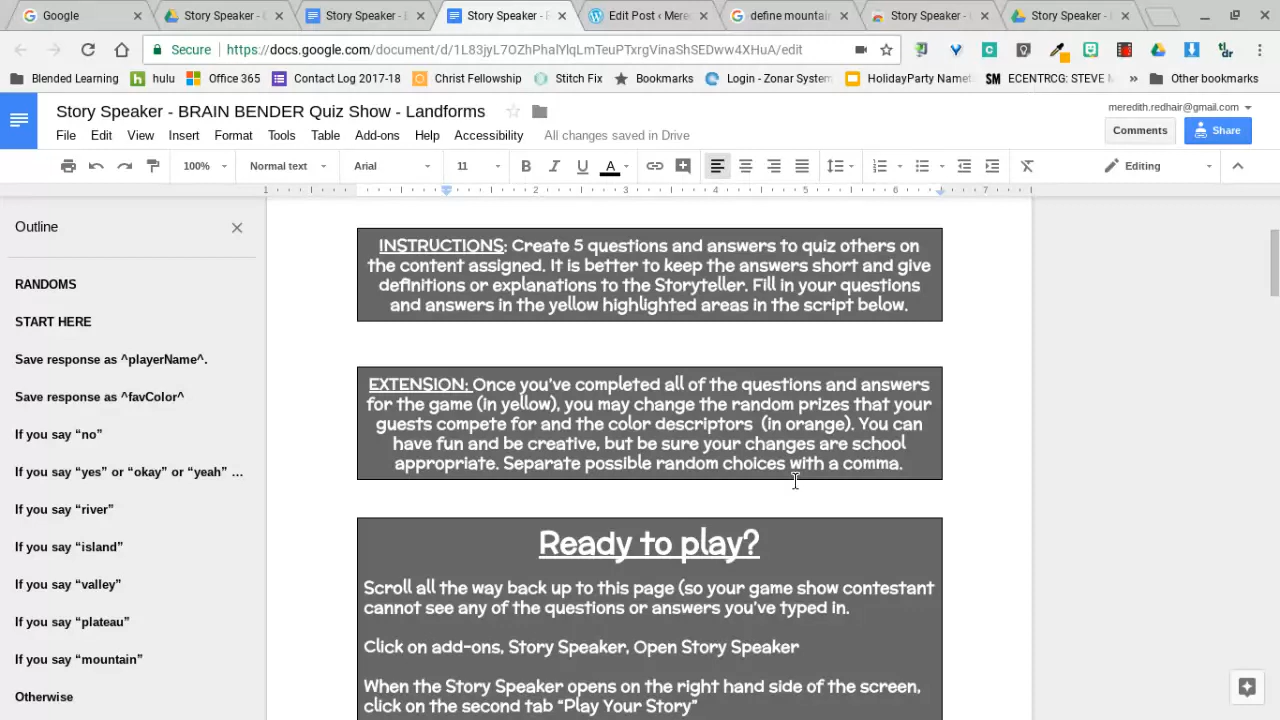 Google
Story Speaker - G
Story Speaker - E
Story Speaker - E
Edit Post ‹ Mere
define mountai
Story Speaker -
Story Speaker -
Secure
https://docs.google.com/document/d/1L83jyL7OZhPhalYlqLmTeuPTxrgVinaShSEDww4XHuA/edit
Blended Learning
hulu
Office 365
Contact Log 2017-18
Christ Fellowship
Stitch Fix
Bookmarks
Login - Zonar System
HolidayParty Namet
SM ECENTRCG: STEVE M
» Other bookmarks
Story Speaker - BRAIN BENDER Quiz Show - Landforms
meredith.redhair@gmail.com
File Edit View Insert Format Tools Table Add-ons Help Accessibility All changes saved in Drive
Comments
Share
100% Normal text Arial 11 B I U A Editing
1 1 2 3 4 5 6 7
Outline
RANDOMS
START HERE
Save response as ^playerName^.
Save response as ^favColor^
If you say “no”
If you say “yes” or “okay” or “yeah” ...
If you say “river”
If you say “island”
If you say “valley”
If you say “plateau”
If you say “mountain”
Otherwise
INSTRUCTIONS: Create 5 questions and answers to quiz others on
the content assigned. It is better to keep the answers short and give
definitions or explanations to the Storyteller. Fill in your questions
and answers in the yellow highlighted areas in the script below.
EXTENSION: Once you've completed all of the questions and answers
for the game (in yellow), you may change the random prizes that your
guests compete for and the color descriptors (in orange). You can
have fun and be creative, but be sure your changes are school
appropriate. Separate possible random choices with a comma.
Ready to play?
Scroll all the way back up to this page (so your game show contestant
cannot see any of the questions or answers you've typed in.
Click on add-ons, Story Speaker, Open Story Speaker
When the Story Speaker opens on the right hand side of the screen,
click on the second tab “Play Your Story”